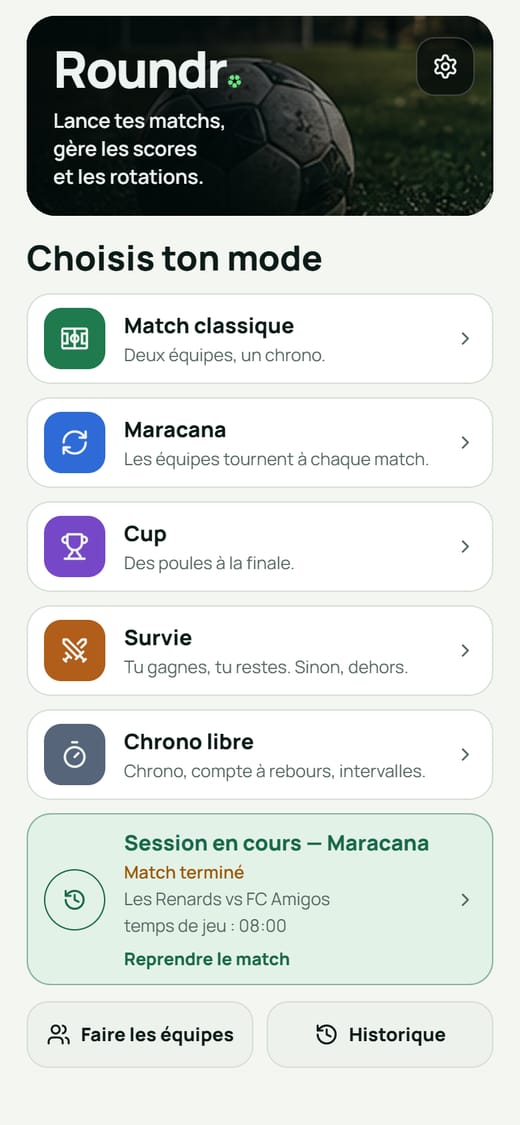 Roundr
Lance tes matchs,
gère les scores
et les rotations.
Choisis ton mode
Match classique
Deux équipes, un chrono.
Maracana
Les équipes tournent à chaque match.
Cup
Des poules à la finale.
Survie
Tu gagnes, tu restes. Sinon, dehors.
Chrono libre
Chrono, compte à rebours, intervalles.
Session en cours — Maracana
Match terminé
Les Renards vs FC Amigos
temps de jeu : 08:00
Reprendre le match
Faire les équipes
Historique